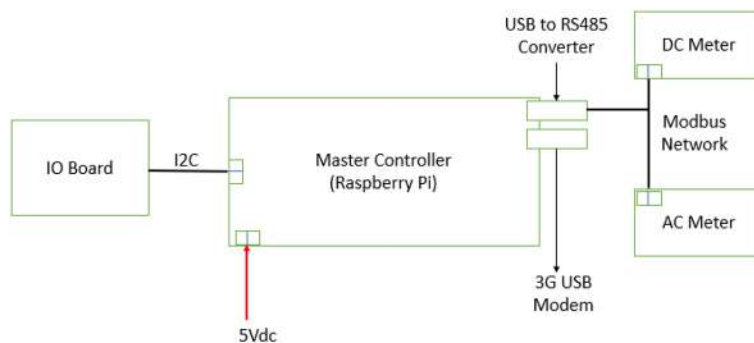 USB to RS485
Converter
DC Meter
IO Board
I2C
Master Controller
(Raspberry Pi)
Modbus
Network
AC Meter
3G USB
Modem
5Vdc